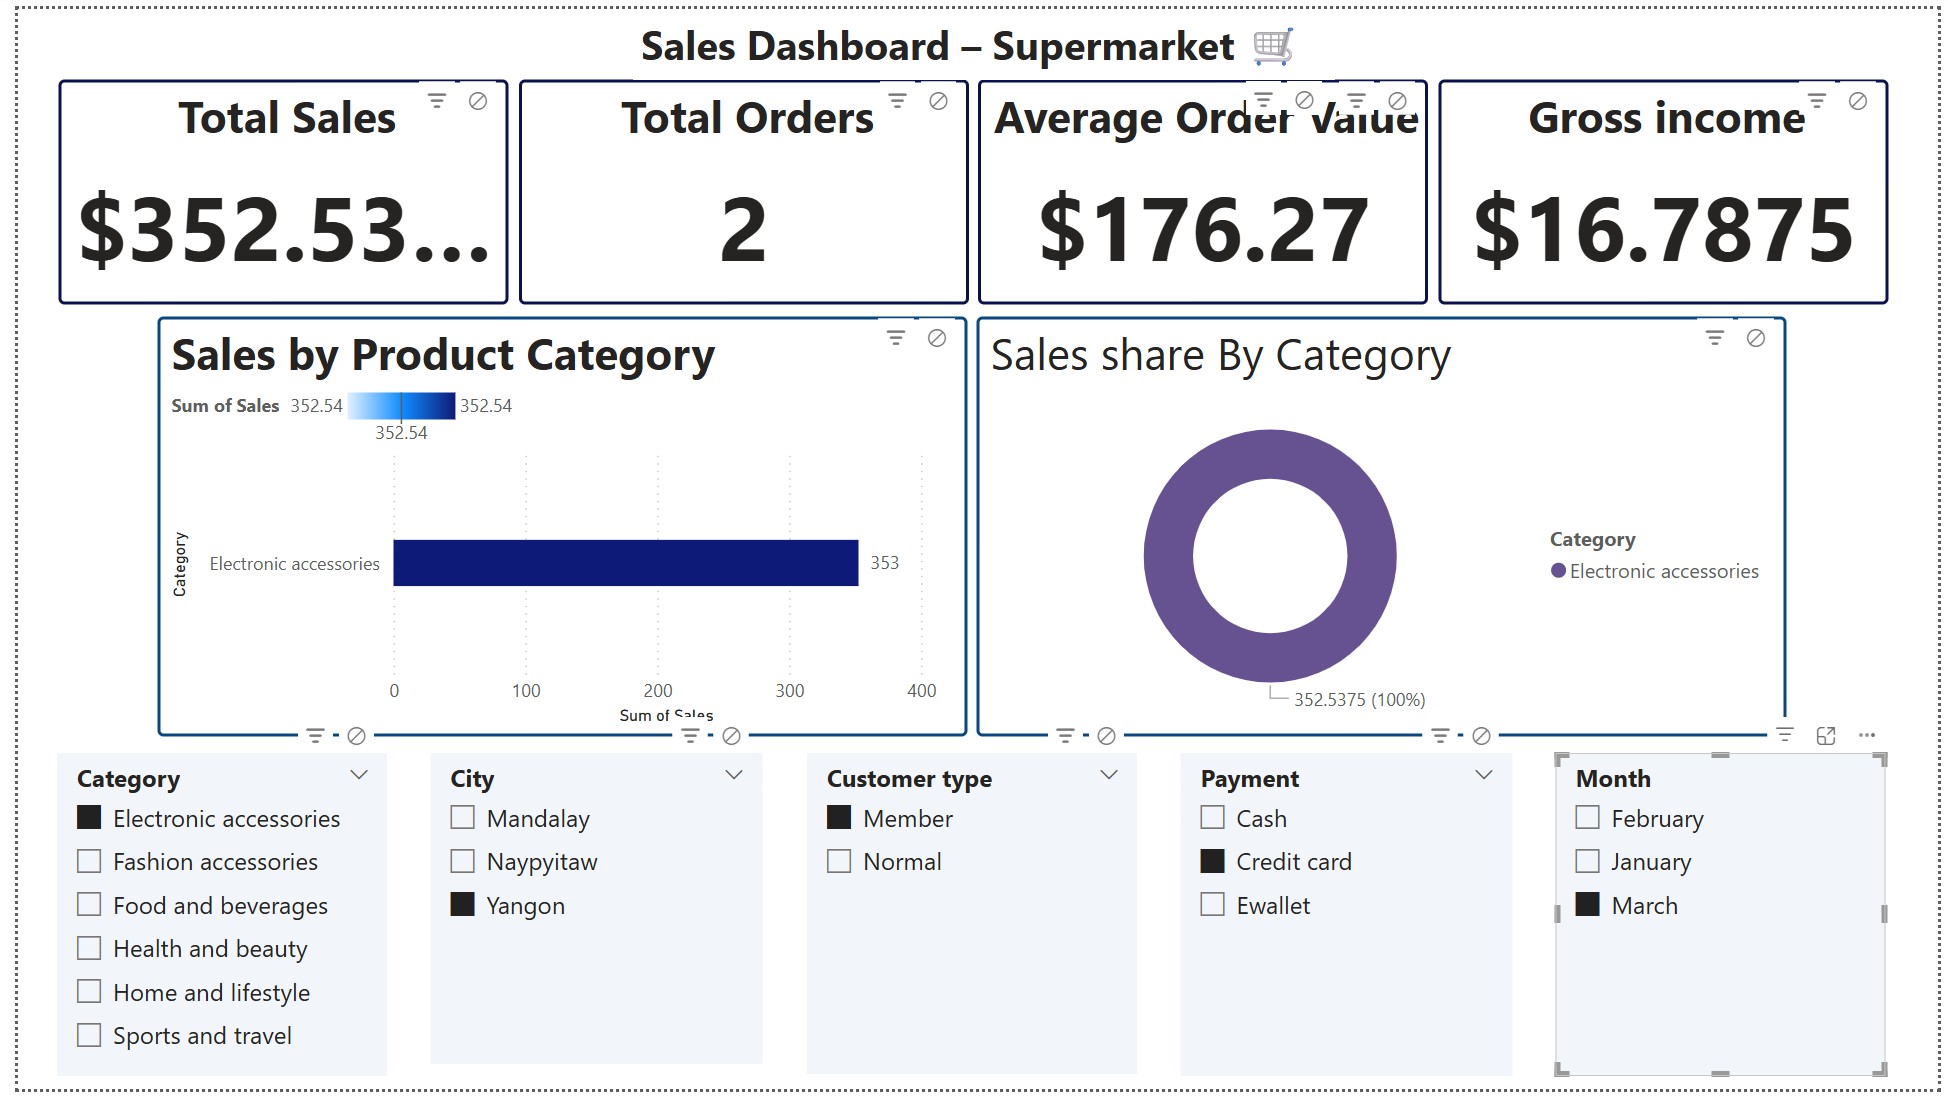 Sales Dashboard – Supermarket
Total Sales
$352.53...
Total Orders
2
Average Order Value
$176.27
Gross income
$16.7875
Sales by Product Category
Sum of Sales 352.54 352.54
352.54
Category
Electronic accessories
353
0 100 200 300 400
Sum of Sales
Sales share By Category
352.5375 (100%)
Category
Electronic accessories
Category
Electronic accessories
Fashion accessories
Food and beverages
Health and beauty
Home and lifestyle
Sports and travel
City
Mandalay
Naypyitaw
Yangon
Customer type
Member
Normal
Payment
Cash
Credit card
Ewallet
Month
February
January
March